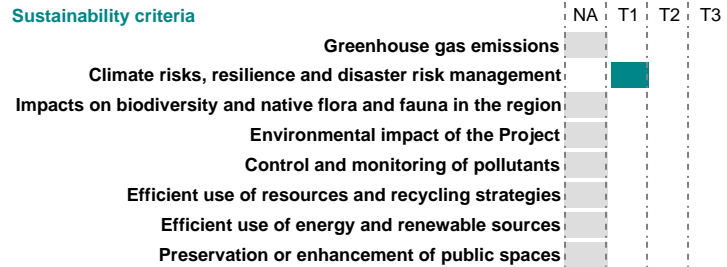 Sustainability criteria NA T1 T2 T3
Greenhouse gas emissions
Climate risks, resilience and disaster risk management
Impacts on biodiversity and native flora and fauna in the region
Environmental impact of the Project
Control and monitoring of pollutants
Efficient use of resources and recycling strategies
Efficient use of energy and renewable sources
Preservation or enhancement of public spaces